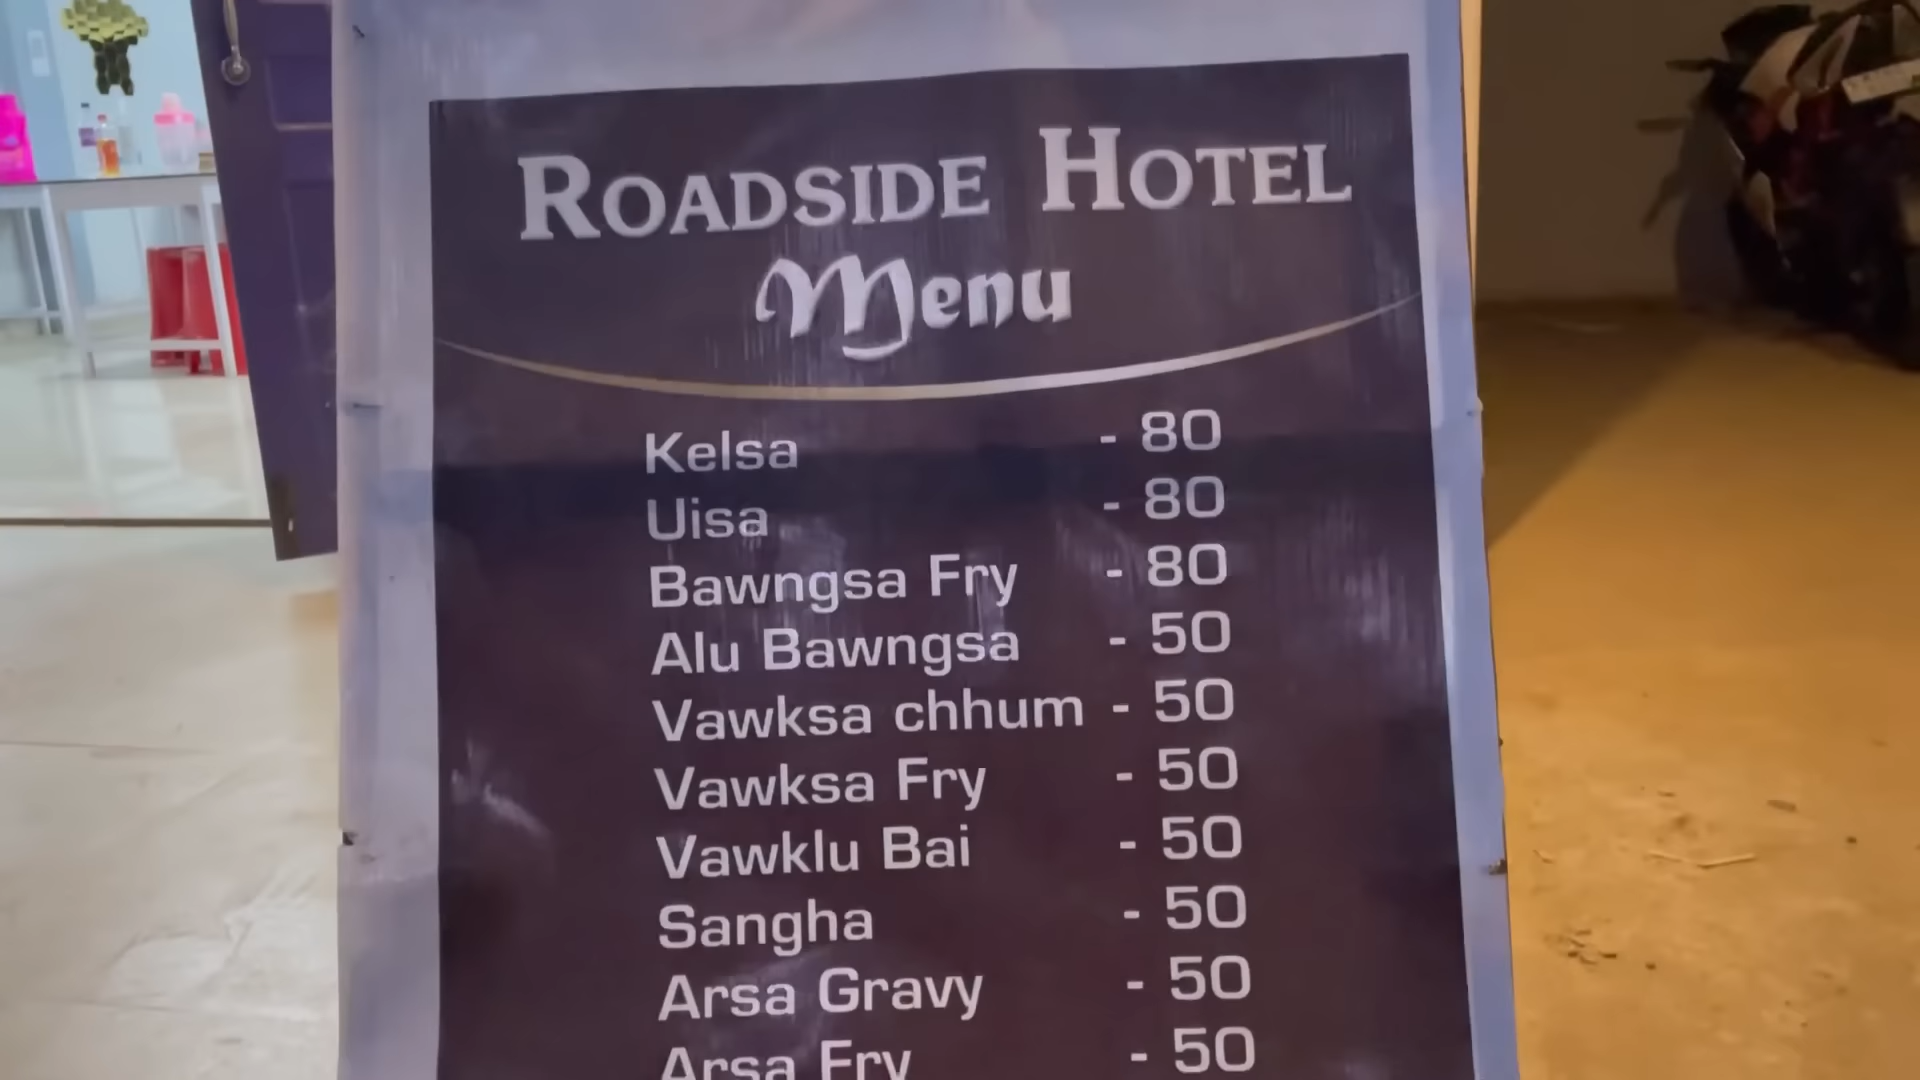 ROADSIDE HOTEL
Menu
Kelsa - 80
Uisa - 80
Bawngsa Fry - 80
Alu Bawngsa - 50
Vawksa chhum - 50
Vawksa Fry - 50
Vawklu Bai - 50
Sangha - 50
Arsa Gravy - 50
Arsa Fry - 50